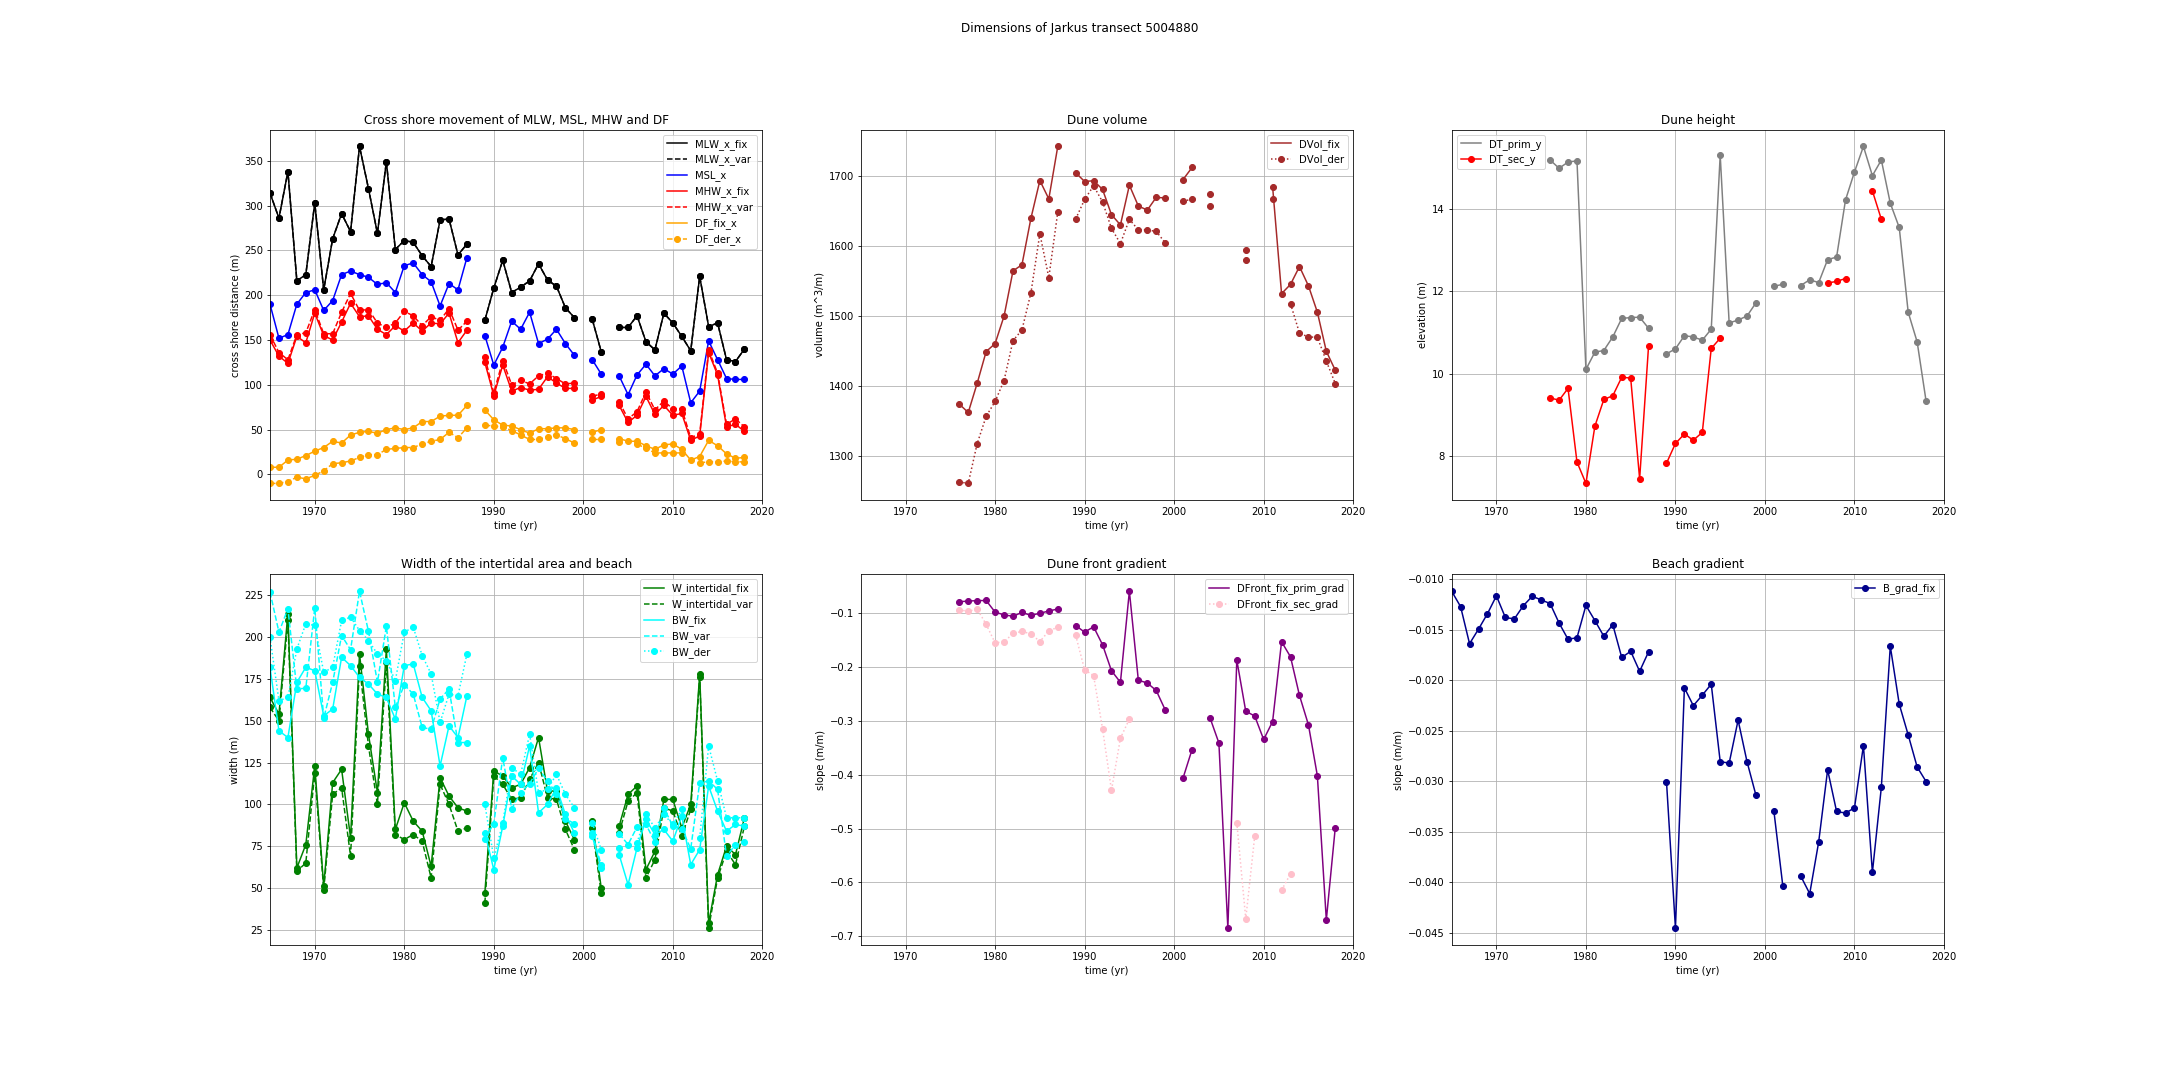 Dimensions of Jarkus transect 5004880
Cross shore movement of MLW, MSL, MHW and DF
cross shore distance (m)
350
300
250
200
150
100
50
0
MLW_x_fix
MLW_x_var
MSL_x
MHW_x_fix
MHW_x_var
DF_fix_x
DF_der_x
1970 1980 1990 2000 2010 2020
time (yr)
Dune volume
volume (m^3/m)
1700
1600
1500
1400
1300
DVol_fix
DVol_der
1970 1980 1990 2000 2010 2020
time (yr)
Dune height
elevation (m)
14
12
10
8
DT_prim_y
DT_sec_y
1970 1980 1990 2000 2010 2020
time (yr)
Width of the intertidal area and beach
width (m)
225
200
175
150
125
100
75
50
25
W_intertidal_fix
W_intertidal_var
BW_fix
BW_var
BW_der
1970 1980 1990 2000 2010 2020
time (yr)
Dune front gradient
slope (m/m)
−0.1
−0.2
−0.3
−0.4
−0.5
−0.6
−0.7
DFront_fix_prim_grad
DFront_fix_sec_grad
1970 1980 1990 2000 2010 2020
time (yr)
Beach gradient
slope (m/m)
−0.010
−0.015
−0.020
−0.025
−0.030
−0.035
−0.040
−0.045
B_grad_fix
1970 1980 1990 2000 2010 2020
time (yr)